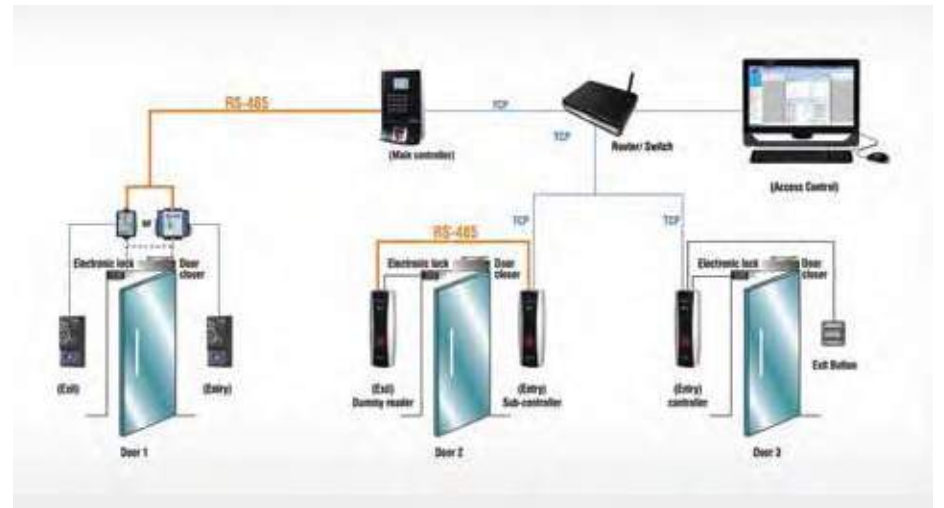 RS-485
TCP
TCP
(Main controller)
Router/ Switch
(Access Control)
or
TCP
TCP
RS-485
Electronic lock
Door
closer
Electronic lock
Door
closer
Electronic lock
Door
closer
Exit Button
(Exit)
(Entry)
(Exit)
Dummy reader
(Entry)
Sub-controller
(Entry)
controller
Door 1
Door 2
Door 3